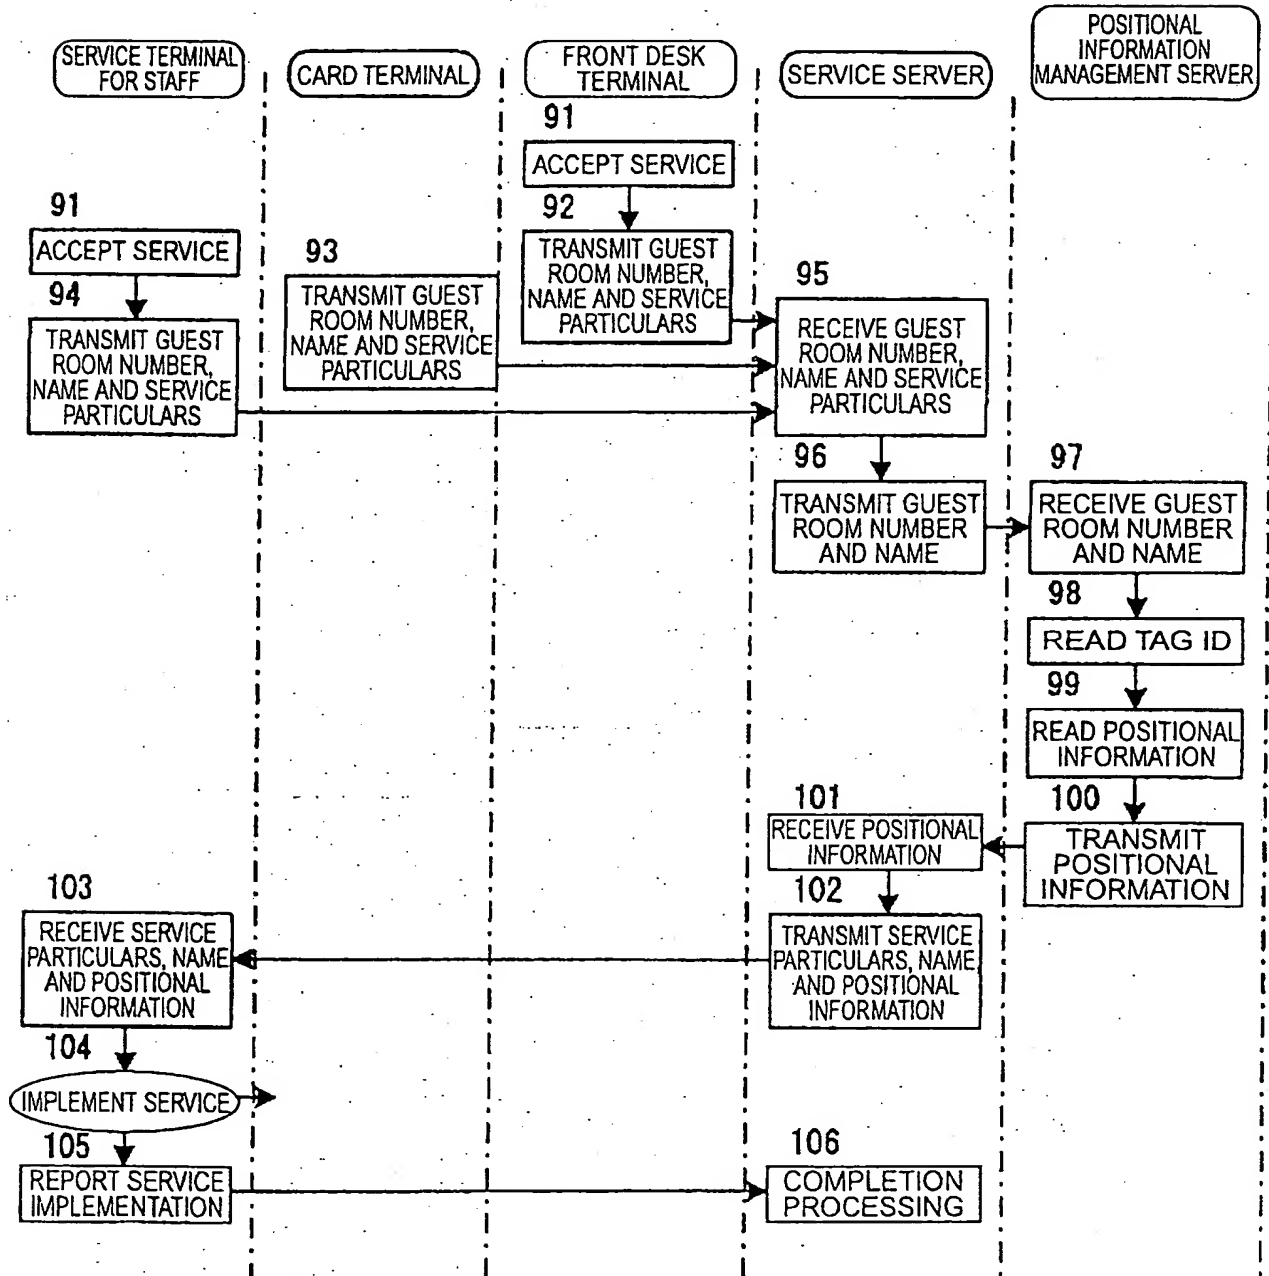 SERVICE TERMINAL
FOR STAFF
CARD TERMINAL
FRONT DESK
TERMINAL
SERVICE SERVER
POSITIONAL
INFORMATION
MANAGEMENT SERVER
91
ACCEPT SERVICE
92
TRANSMIT GUEST
ROOM NUMBER,
NAME AND SERVICE
PARTICULARS
91
ACCEPT SERVICE
94
TRANSMIT GUEST
ROOM NUMBER,
NAME AND SERVICE
PARTICULARS
93
TRANSMIT GUEST
ROOM NUMBER,
NAME AND SERVICE
PARTICULARS
95
RECEIVE GUEST
ROOM NUMBER,
NAME AND SERVICE
PARTICULARS
96
TRANSMIT GUEST
ROOM NUMBER
AND NAME
97
RECEIVE GUEST
ROOM NUMBER
AND NAME
98
READ TAG ID
99
READ POSITIONAL
INFORMATION
100
TRANSMIT
POSITIONAL
INFORMATION
101
RECEIVE POSITIONAL
INFORMATION
102
TRANSMIT SERVICE
PARTICULARS, NAME
AND POSITIONAL
INFORMATION
103
RECEIVE SERVICE
PARTICULARS, NAME
AND POSITIONAL
INFORMATION
104
IMPLEMENT SERVICE
105
REPORT SERVICE
IMPLEMENTATION
106
COMPLETION
PROCESSING